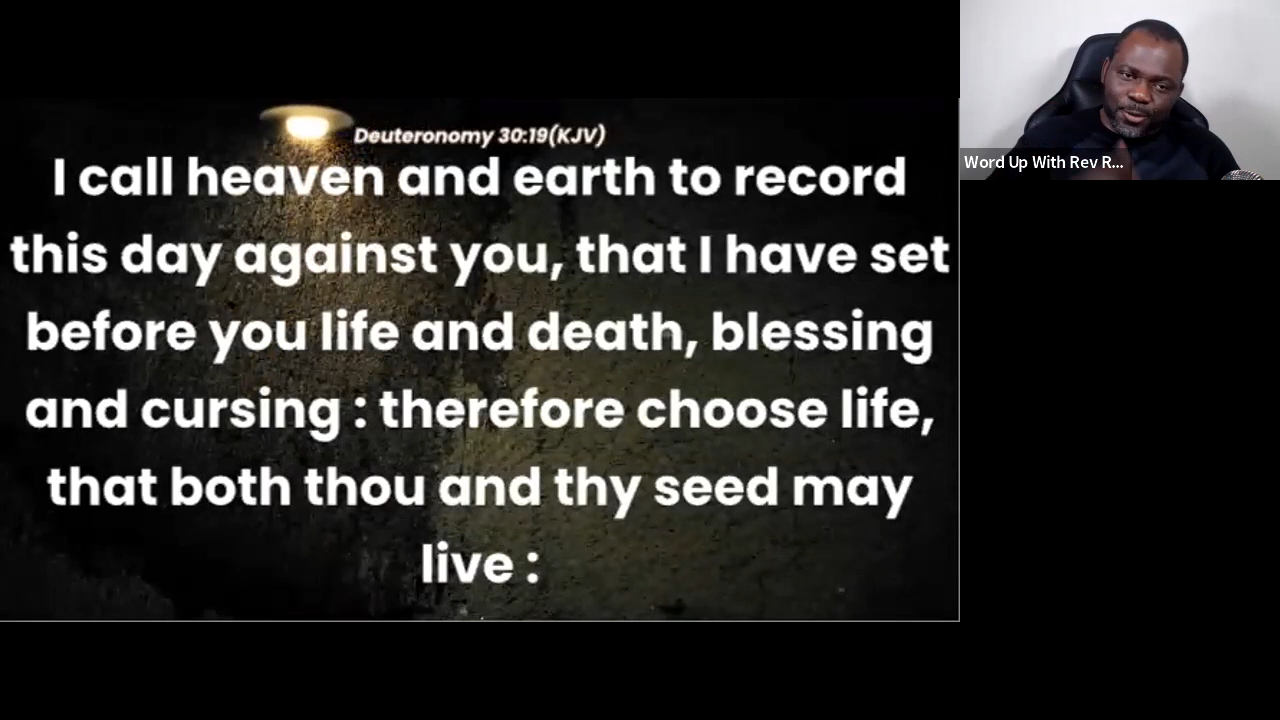 Deuteronomy 30:19(KJV)
I call heaven and earth to record
this day against you, that I have set
before you life and death, blessing
and cursing : therefore choose life,
that both thou and thy seed may
live :
Word Up With Rev R...